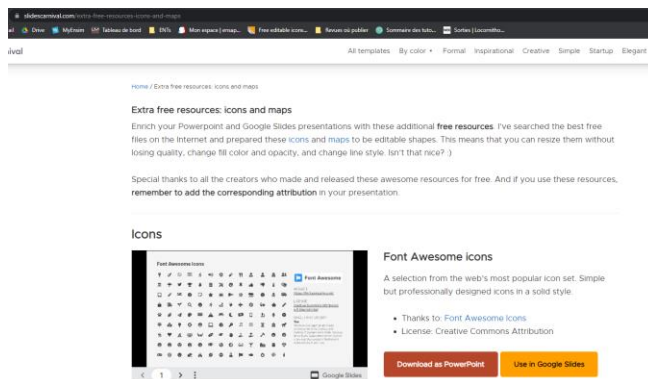 slidescarnival.com/extra-free-resources-icons-and-maps
Drive MyEnsim Tableau de bord ENTs Mon espace | ensap... Free editable icons... Revues où publier Sommaire des tuto... Sorties | Locomitho...
All templates By color Formal Inspirational Creative Simple Startup Elegant
Home / Extra free resources: icons and maps
Extra free resources: icons and maps
Enrich your Powerpoint and Google Slides presentations with these additional free resources. I've searched the best free
files on the Internet and prepared these icons and maps to be editable shapes. This means that you can resize them without
losing quality, change fill color and opacity, and change line style. Isn't that nice? :)
Special thanks to all the creators who made and released these awesome resources for free. And if you use these resources,
remember to add the corresponding attribution in your presentation.
Icons
Font Awesome Icons
Font Awesome
1
Google Slides
Font Awesome icons
A selection from the web's most popular icon set. Simple
but professionally designed icons in a solid style.
Thanks to: Font Awesome Icons
License: Creative Commons Attribution
Download as PowerPoint
Use in Google Slides